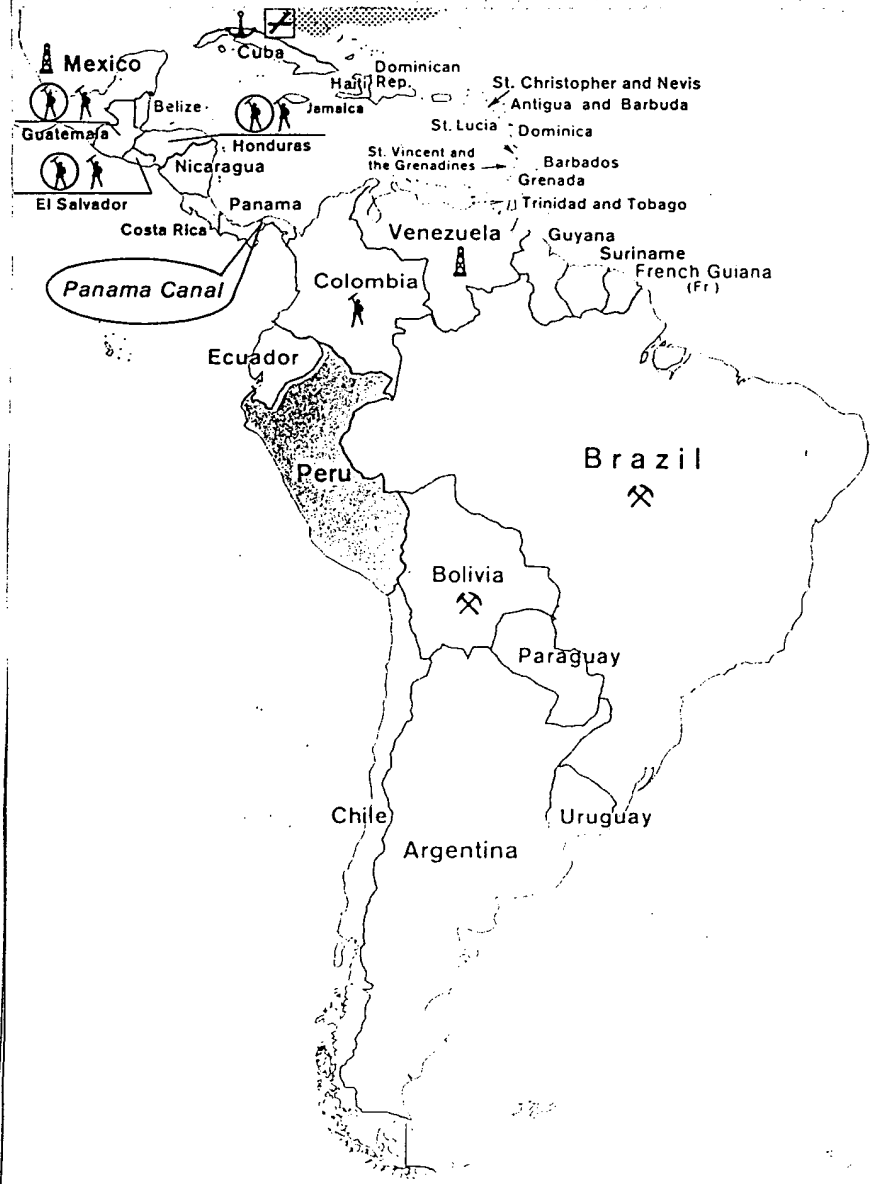 Cuba
Mexico
Dominican
Rep.
Haiti
St. Christopher and Nevis
Antigua and Barbuda
Belize
Jamaica
St. Lucia
Dominica
Guatemala
Honduras
St. Vincent and
the Grenadines
Nicaragua
Barbados
Grenada
El Salvador
Panama
Trinidad and Tobago
Costa Rica
Venezuela
Guyana
Suriname
French Guiana
(Fr)
Panama Canal
Colombia
Ecuador
Brazil
Peru
Bolivia
Paraguay
Chile
Uruguay
Argentina